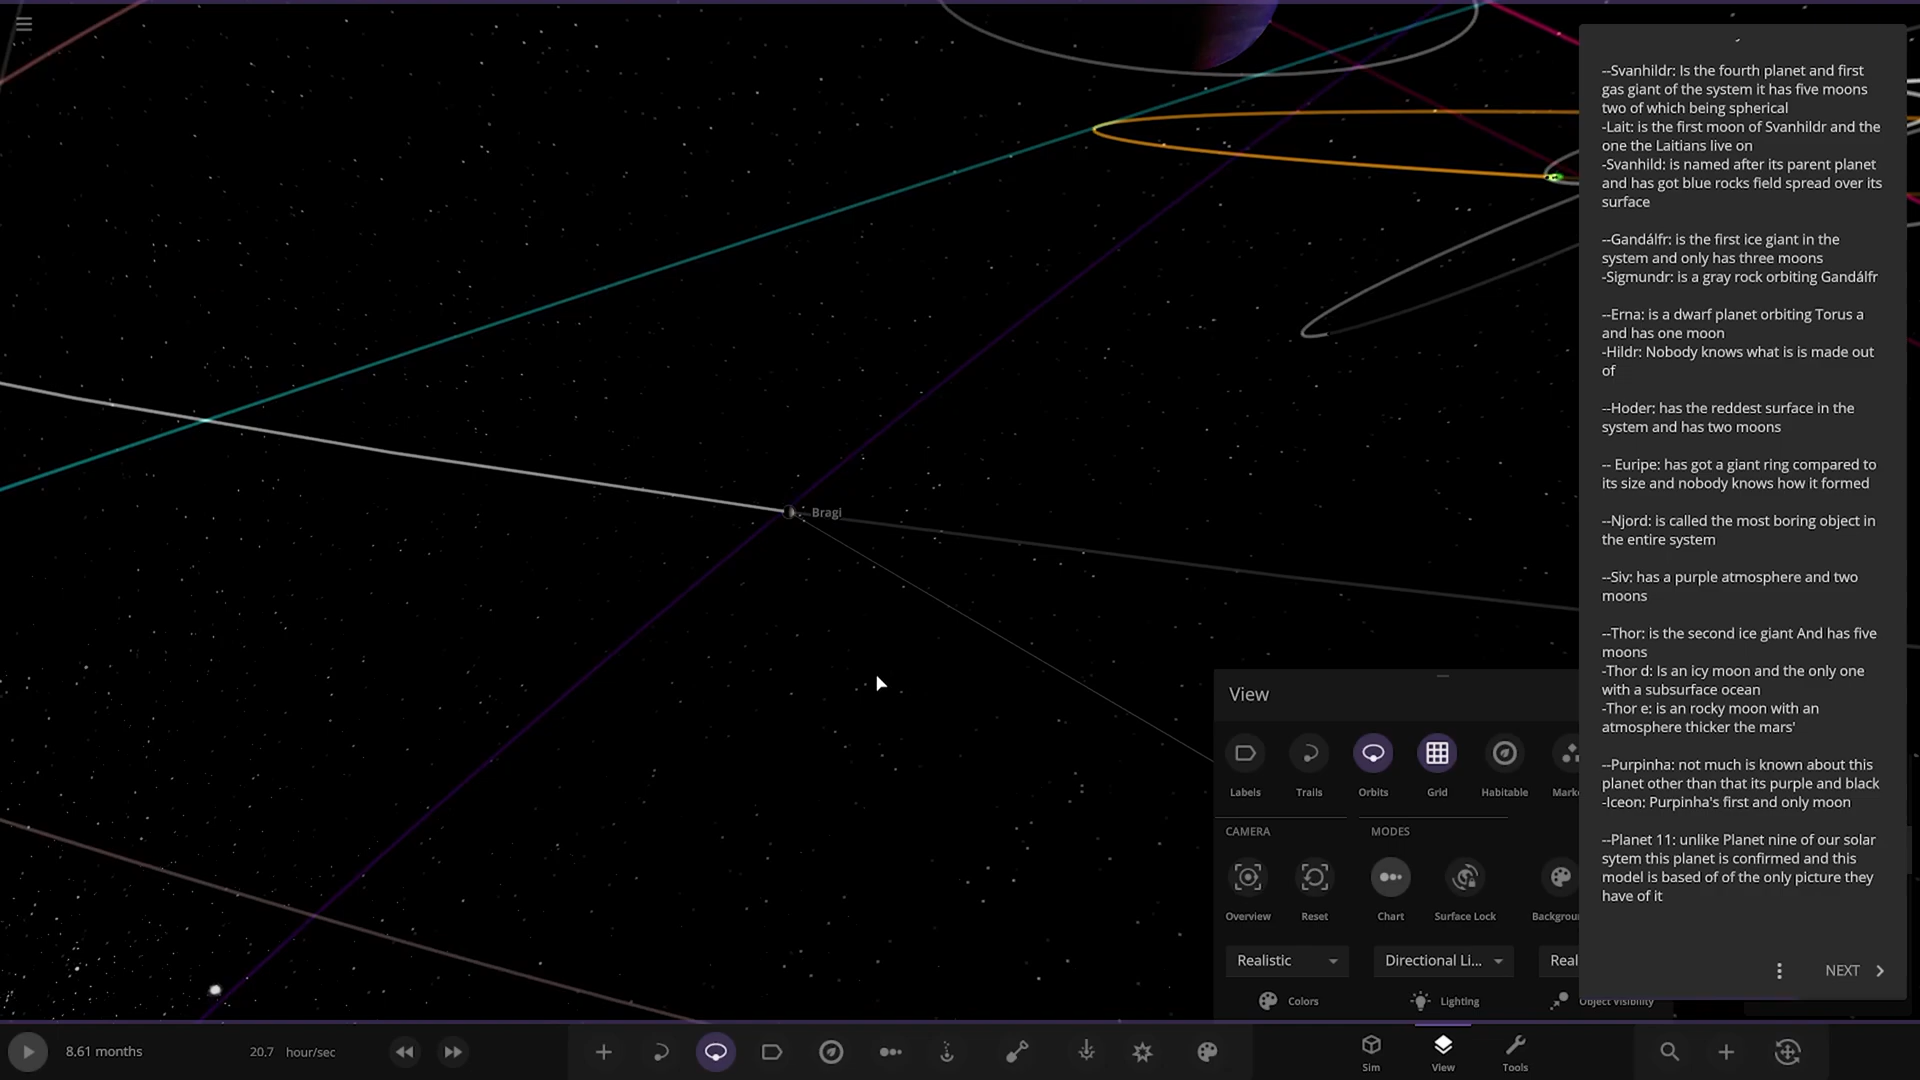 --Svanhildr: Is the fourth planet and first
gas giant of the system it has five moons
two of which being spherical
-Lait: is the first moon of Svanhildr and the
one the Laitians live on
-Svanhild: is named after its parent planet
and has got blue rocks field spread over its
surface
--Gandálfr: is the first ice giant in the
system and only has three moons
-Sigmundr: is a gray rock orbiting Gandálfr
--Erna: is a dwarf planet orbiting Torus a
and has one moon
-Hildr: Nobody knows what is is made out
of
--Hoder: has the reddest surface in the
system and has two moons
-- Euripe: has got a giant ring compared to
its size and nobody knows how it formed
--Njord: is called the most boring object in
the entire system
--Siv: has a purple atmosphere and two
moons
--Thor: is the second ice giant And has five
moons
-Thor d: Is an icy moon and the only one
with a subsurface ocean
-Thor e: is an rocky moon with an
atmosphere thicker the mars'
--Purpinha: not much is known about this
planet other than that its purple and black
-Iceon: Purpinha's first and only moon
--Planet 11: unlike Planet nine of our solar
sytem this planet is confirmed and this
model is based of of the only picture they
have of it
NEXT
Bragi
View
Labels Trails Orbits Grid Habitable
CAMERA MODES
Overview Reset Chart Surface Lock
Realistic Directional Li...
Colors Lighting Object Visibility
8.61 months 20.7 hour/sec
Sim View Tools